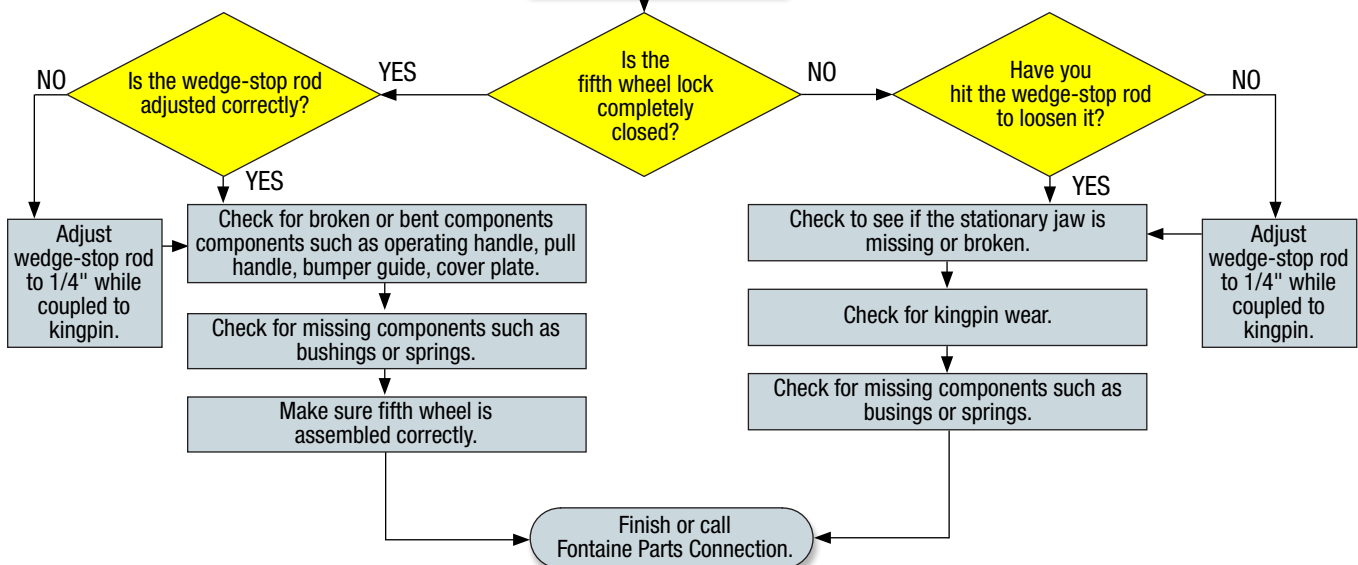 NO
Is the wedge-stop rod
adjusted correctly?
YES
Is the
fifth wheel lock
completely
closed?
NO
Have you
hit the wedge-stop rod
to loosen it?
NO
YES
YES
Adjust
wedge-stop rod
to 1/4" while
coupled to
kingpin.
Check for broken or bent components
components such as operating handle, pull
handle, bumper guide, cover plate.
Check for missing components such as
bushings or springs.
Make sure fifth wheel is
assembled correctly.
Check to see if the stationary jaw is
missing or broken.
Check for kingpin wear.
Check for missing components such as
busings or springs.
Adjust
wedge-stop rod
to 1/4" while
coupled to
kingpin.
Finish or call
Fontaine Parts Connection.